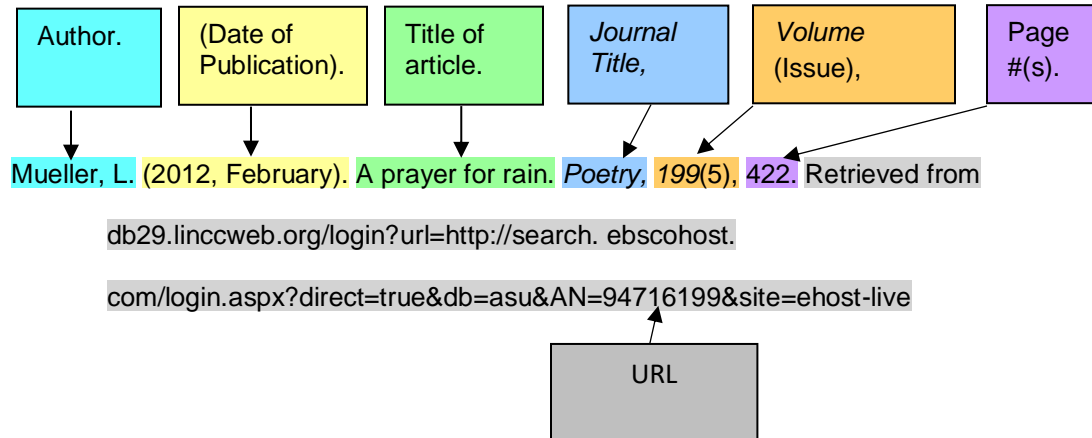 Author.
(Date of
Publication).
Title of
article.
Journal
Title,
Volume
(Issue),
Page
#(s).
Mueller, L. (2012, February). A prayer for rain. Poetry, 199(5), 422. Retrieved from
db29.linccweb.org/login?url=http://search. ebscohost.
com/login.aspx?direct=true&db=asu&AN=94716199&site=ehost-live
URL